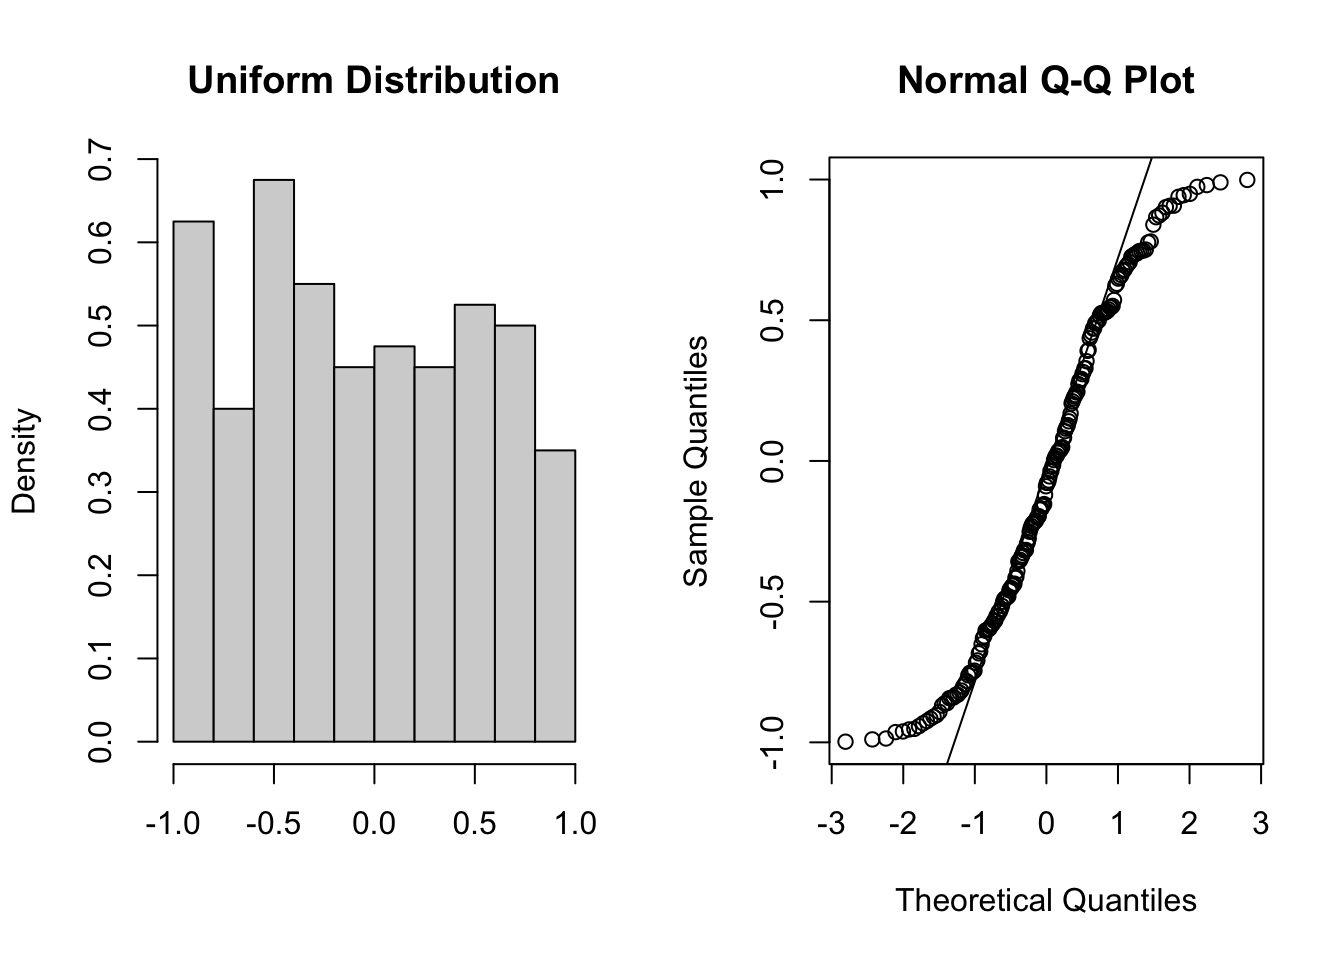 Uniform Distribution
Density
0.7
0.6
0.5
0.4
0.3
0.2
0.1
0.0
-1.0 -0.5 0.0 0.5 1.0
Normal Q-Q Plot
Sample Quantiles
1.0
0.5
0.0
-0.5
-1.0
-3 -2 -1 0 1 2 3
Theoretical Quantiles